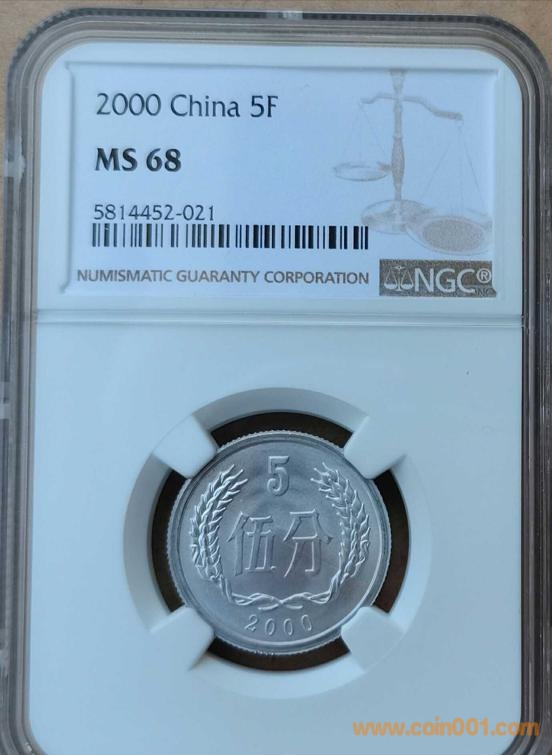 2000 China 5F
MS 68
5814452-021
NUMISMATIC GUARANTY CORPORATION
NGC®
5
伍分
2000
www.coin001.com